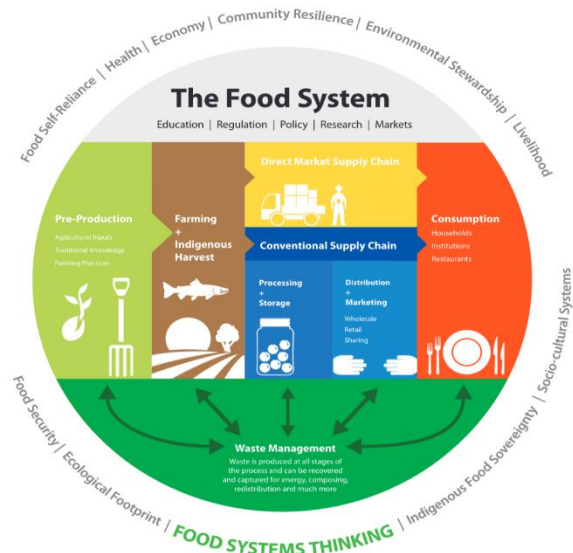 Food Self-Reliance | Health | Economy | Community Resilience | Environmental Stewardship | Livelihood
The Food System
Education | Regulation | Policy | Research | Markets
Direct Market Supply Chain
Pre-Production
Agricultural Inputs
Traditional Knowledge
Farming Practices
Farming
+
Indigenous
Harvest
Conventional Supply Chain
Processing
+
Storage
Distribution
+
Marketing
Wholesale
Retail
Sharing
Consumption
Households
Institutions
Restaurants
Waste Management
Waste is produced at all stages of
the process and can be recovered
and captured for energy, composing,
redistribution and much more
Food Security | Ecological Footprint | FOOD SYSTEMS THINKING | Indigenous Food Sovereignty | Socio-cultural Systems